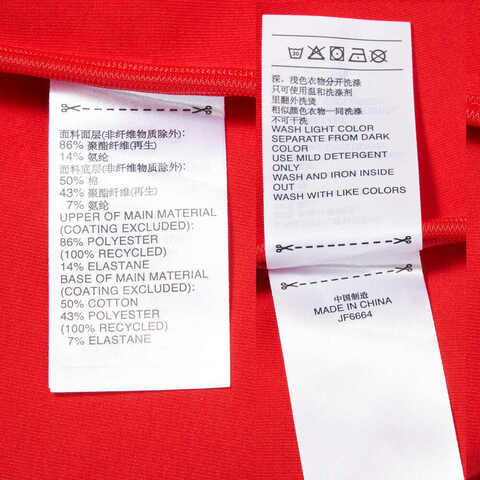 面料面层(非纤维物质除外):
86% 聚酯纤维(再生)
14% 氨纶
面料底层(非纤维物质除外):
50% 棉
43% 聚酯纤维(再生)
7% 氨纶
UPPER OF MAIN MATERIAL
(COATING EXCLUDED):
86% POLYESTER
(100% RECYCLED)
14% ELASTANE
BASE OF MAIN MATERIAL
(COATING EXCLUDED):
50% COTTON
43% POLYESTER
(100% RECYCLED)
7% ELASTANE
深，浅色衣物分开洗涤
只可使用温和洗涤剂
里翻外洗烫
相似颜色衣物一同洗涤
不可干洗
WASH LIGHT COLOR
SEPARATE FROM DARK
COLOR
USE MILD DETERGENT
ONLY
WASH AND IRON INSIDE
OUT
WASH WITH LIKE COLORS
中国制造
MADE IN CHINA
JF6664